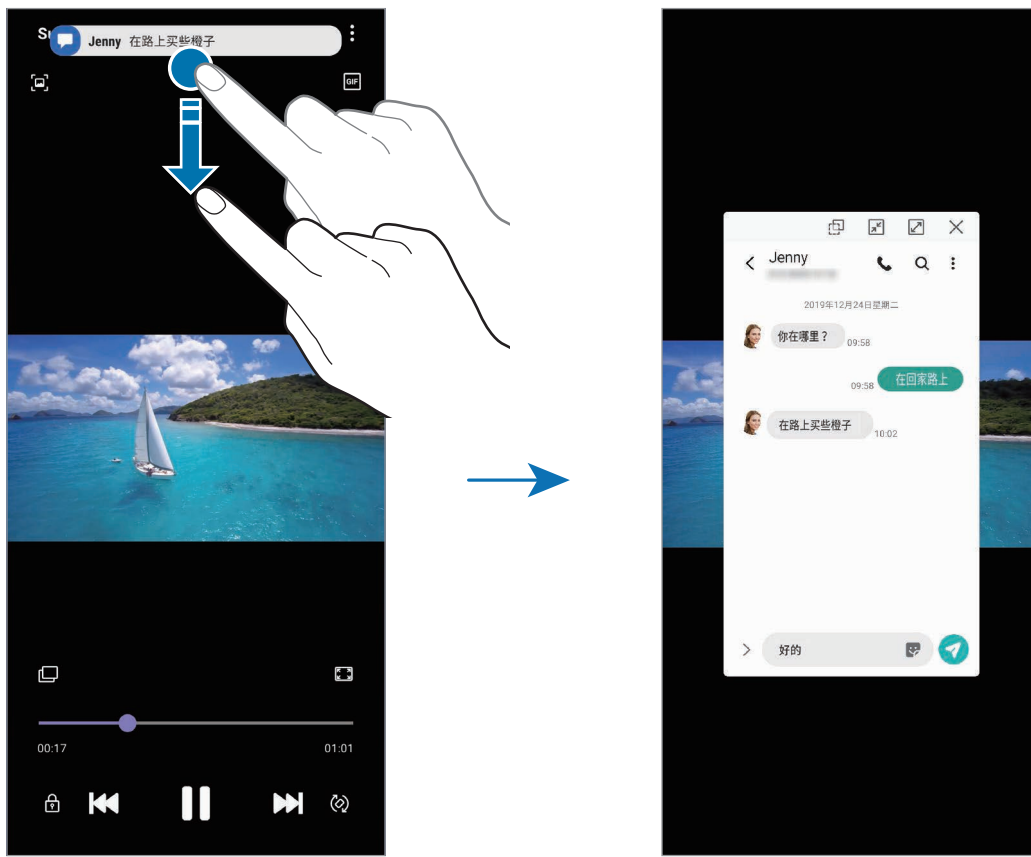 Su
Jenny 在路上买些橙子
GIF
00:17
01:01
Jenny
2019年12月24日星期二
你在哪里？
09:58
09:58
在回家路上
在路上买些橙子
10:02
好的